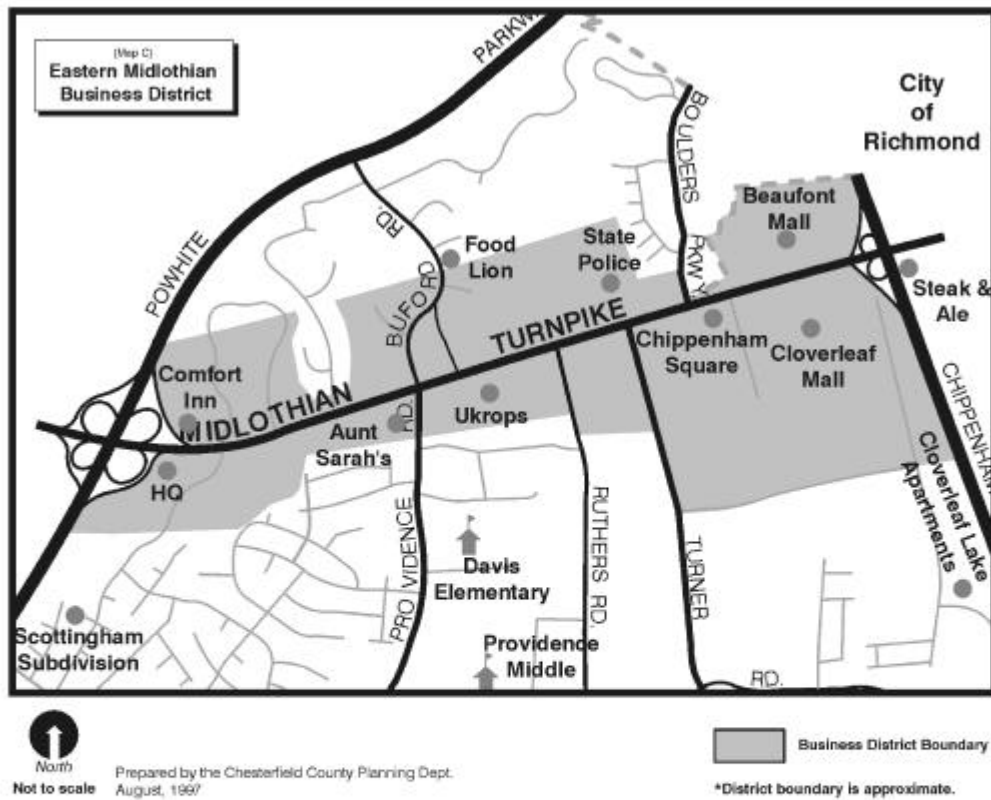 (Map C)
Eastern Midlothian
Business District
PARKWAY
City
of
Richmond
BOULDERS
PKWY.
Beaufont
Mall
POWHITE
RD.
BUFORD
Food
Lion
State
Police
Steak &
Ale
TURNPIKE
Chippenham
Square
Cloverleaf
Mall
CHIPPENHAM
Comfort
Inn
MIDLOTHIAN
RD.
Ukrops
Aunt
Sarah's
HQ
PROVIDENCE
RUTHERS RD.
TURNER
Cloverleaf Lake
Apartments
Davis
Elementary
Scottingham
Subdivision
Providence
Middle
RD.
North
Not to scale
Prepared by the Chesterfield County Planning Dept.
August, 1997
Business District Boundary
*District boundary is approximate.